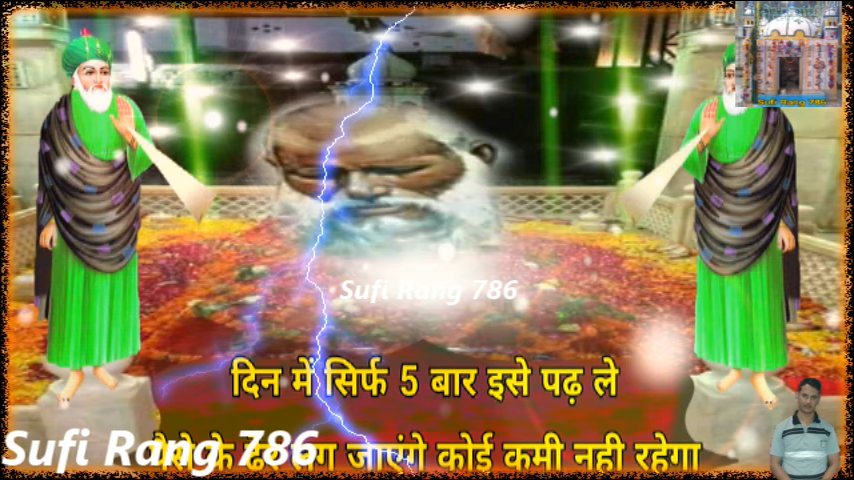 Sufi Rang 786
Sufi Rang 786
दिन में सिर्फ 5 बार इसे पढ़ ले
Sufi Rang 786
के जाएंगे कोई कमी नही रहेगा